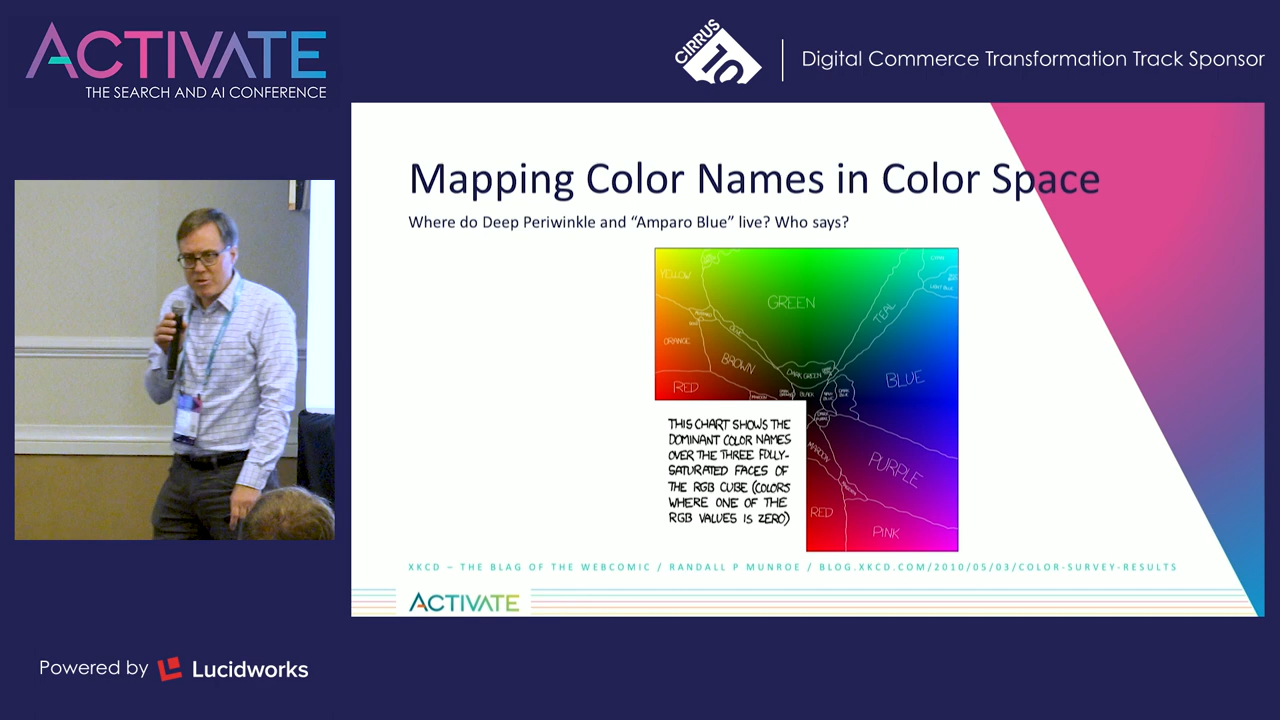 ACTIVATE
THE SEARCH AND AI CONFERENCE
CIRRUS
10
Digital Commerce Transformation Track Sponsor
Mapping Color Names in Color Space
Where do Deep Periwinkle and “Amparo Blue” live? Who says?
YELLOW
GREEN
CYAN
LIGHT BLUE
TEAL
ORANGE
BROWN
DARK GREEN
BLUE
RED
BLACK
THIS CHART SHOWS THE
DOMINANT COLOR NAMES
OVER THE THREE FULLY-
SATURATED FACES OF
THE RGB CUBE (COLORS
WHERE ONE OF THE
RGB VALUES IS ZERO)
MAROON
PURPLE
RED
PINK
XKCD – THE BLAG OF THE WEBCOMIC / RANDALL P MUNROE / BLOG.XKCD.COM/2010/05/03/COLOR-SURVEY-RESULTS
ACTIVATE
Powered by Lucidworks